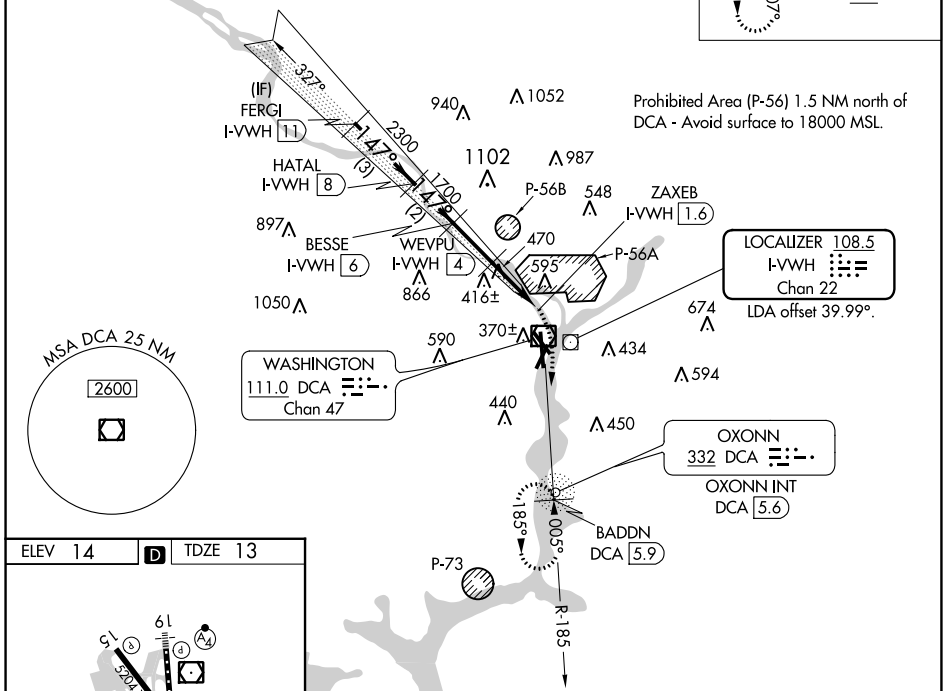 07°
327°
(IF)
FERGI
I-VWH 11
147°
2300
(3)
HATAL
I-VWH 8
1700
147°
(2)
940
1052
1102
987
Prohibited Area (P-56) 1.5 NM north of
DCA - Avoid surface to 18000 MSL.
P-56B
548
ZAXEB
I-VWH 1.6
897
BESSE
I-VWH 6
WEVPU
I-VWH 4
866
470
595
P-56A
416±
LOCALIZER 108.5
I-VWH
Chan 22
LDA offset 39.99°.
1050
674
370±
590
434
594
WASHINGTON
111.0 DCA
Chan 47
MSA DCA 25 NM
2600
440
450
OXONN
332 DCA
OXONN INT
DCA 5.6
185°
005°
BADDN
DCA 5.9
P-73
R-185
ELEV 14
D
TDZE 13
15
P
19
P
A4
5204